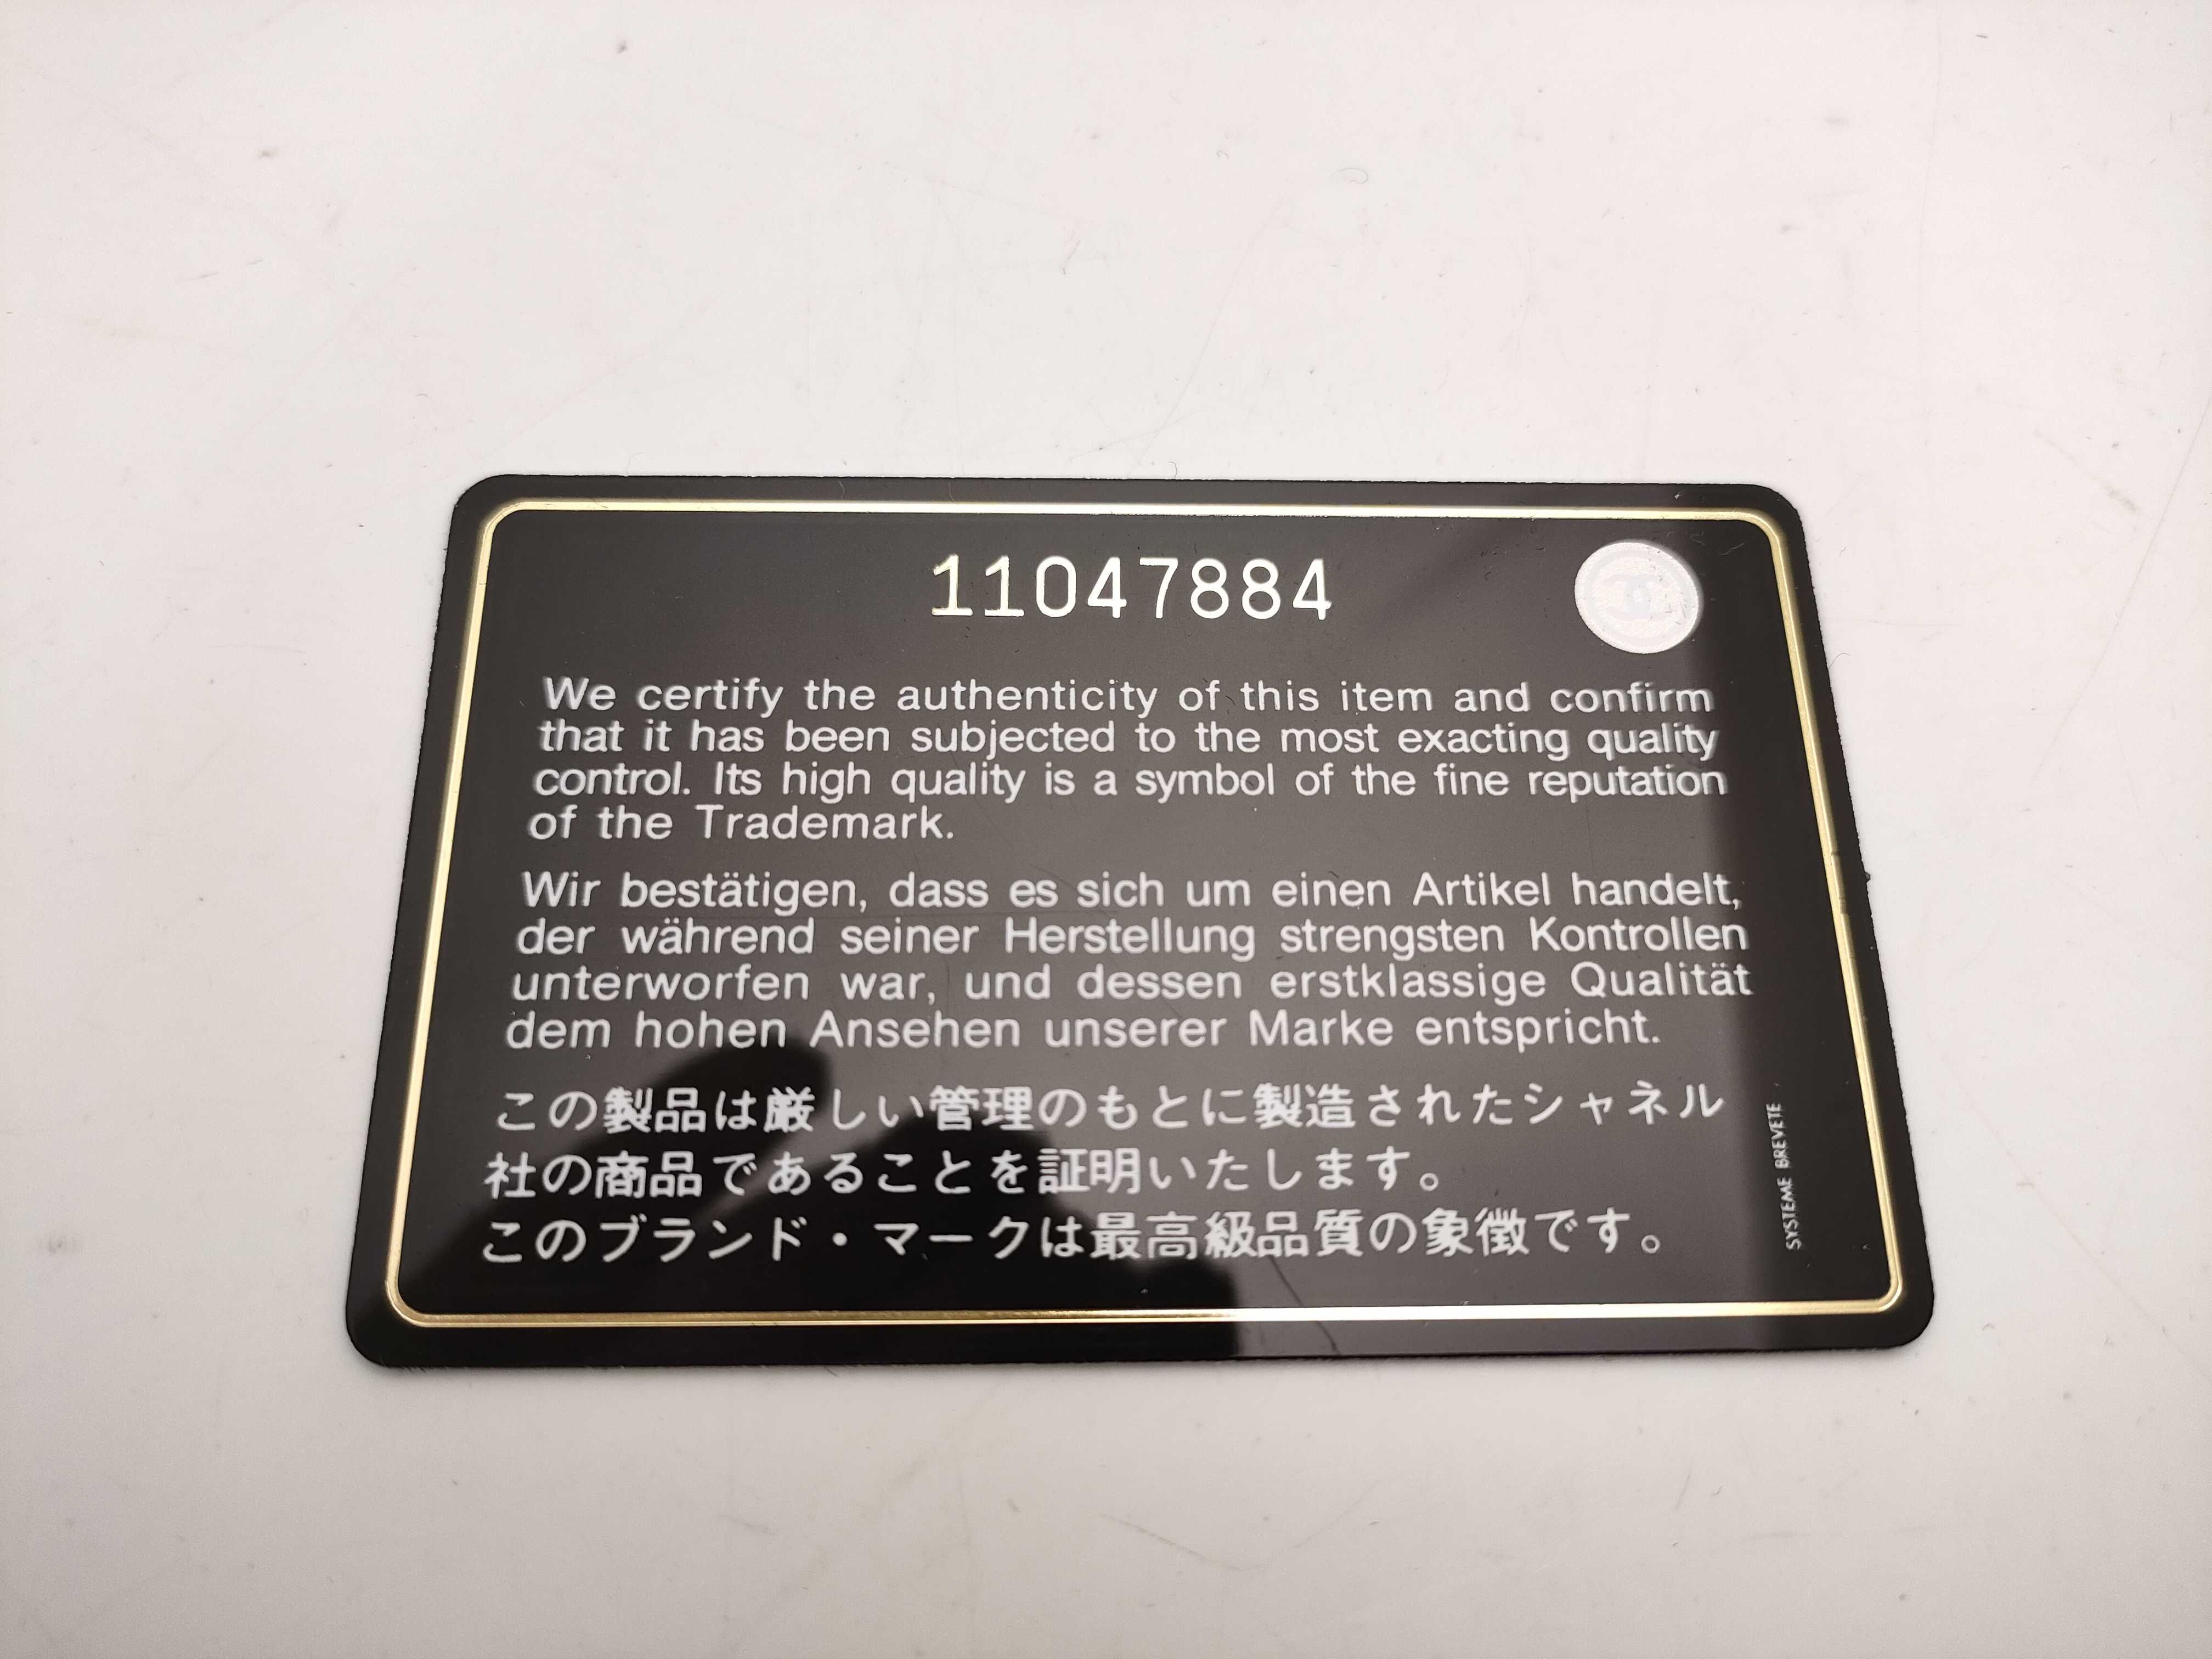 11047884
We certify the authenticity of this item and confirm
that it has been subjected to the most exacting quality
control. Its high quality is a symbol of the fine reputation
of the Trademark.
Wir bestätigen, dass es sich um einen Artikel handelt,
der während seiner Herstellung strengsten Kontrollen
unterworfen war, und dessen erstklassige Qualität
dem hohen Ansehen unserer Marke entspricht.
この製品は厳しい管理のもとに製造されたシャネル
社の商品であることを証明いたします。
このブランド・マークは最高級品質の象徴です。
SYSTEME BREVETE